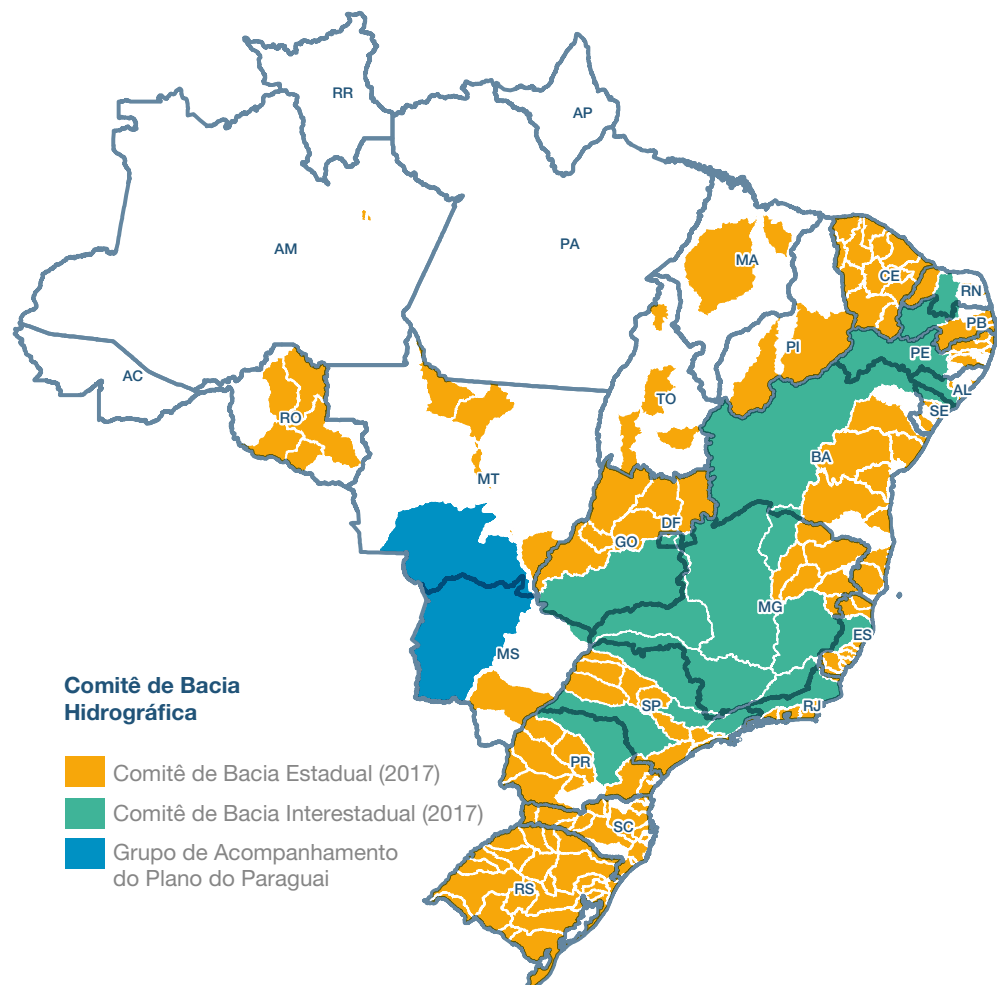 RR
AP
AM
PA
MA
CE
RN
PB
PI
PE
AC
TO
AL
RO
SE
BA
MT
DF
GO
MG
ES
MS
SP
RJ
PR
SC
RS
Comitê de Bacia
Hidrográfica
Comitê de Bacia Estadual (2017)
Comitê de Bacia Interestadual (2017)
Grupo de Acompanhamento
do Plano do Paraguai